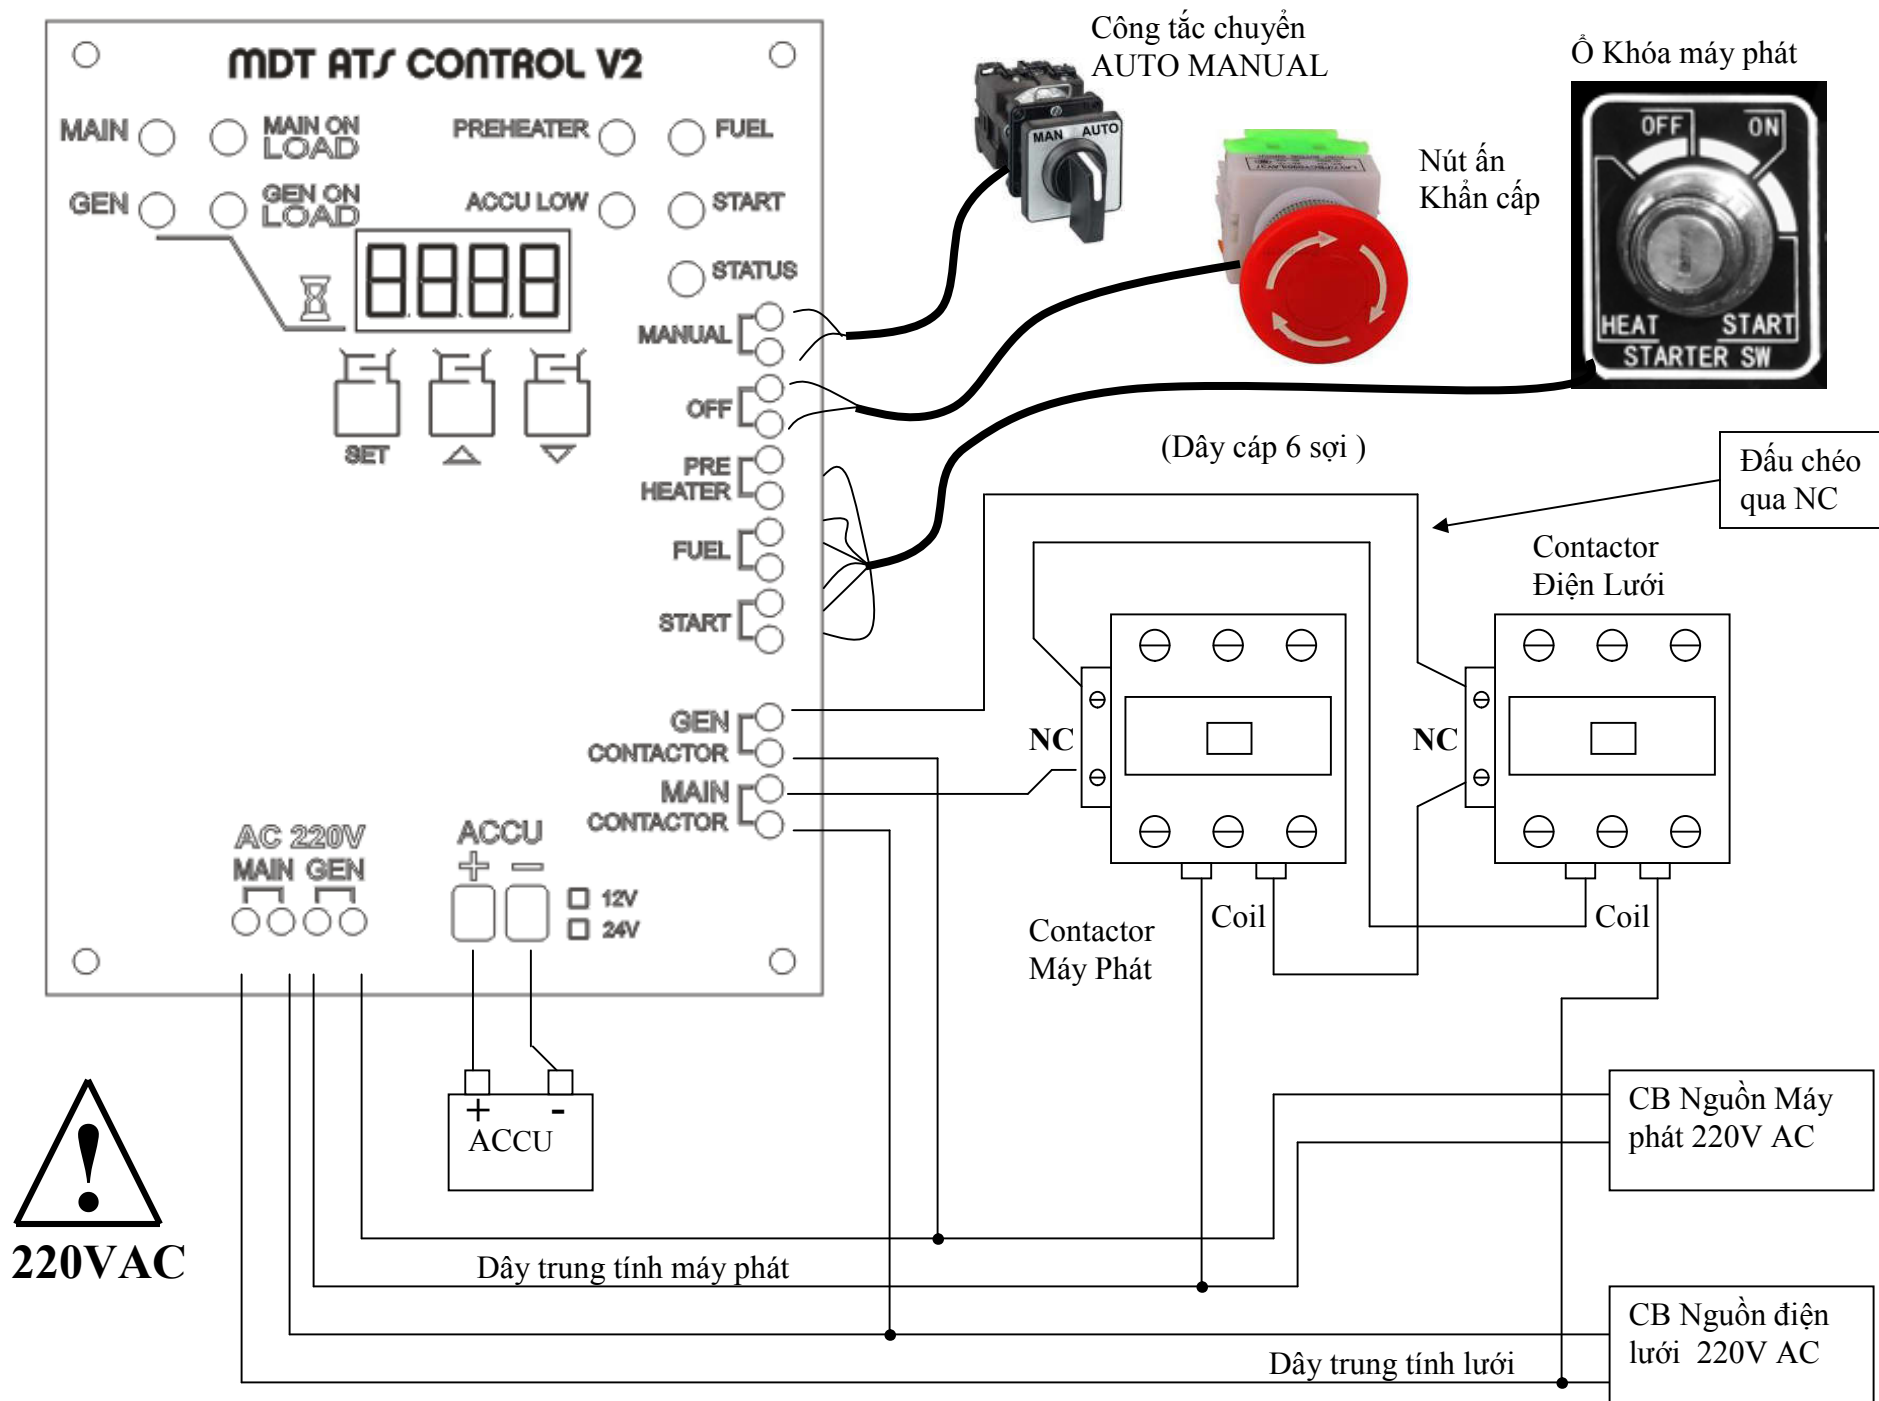 MDT ATS CONTROL V2
MAIN
MAIN ON
LOAD
PREHEATER
FUEL
GEN
GEN ON
LOAD
ACCU LOW
START
STATUS
8.8.8.8.
SET
MANUAL
OFF
PRE
HEATER
FUEL
START
GEN
CONTACTOR
MAIN
CONTACTOR
AC 220V
MAIN GEN
ACCU
+ −
12V
24V
Công tắc chuyển
AUTO MANUAL
MAN AUTO
Nút ấn
Khẩn cấp
Ổ Khóa máy phát
OFF ON
HEAT START
STARTER SW
(Dây cáp 6 sợi )
Đấu chéo
qua NC
Contactor
Điện Lưới
NC
NC
Coil
Coil
Contactor
Máy Phát
+ -
ACCU
!
220VAC
CB Nguồn Máy
phát 220V AC
Dây trung tính máy phát
CB Nguồn điện
lưới 220V AC
Dây trung tính lưới